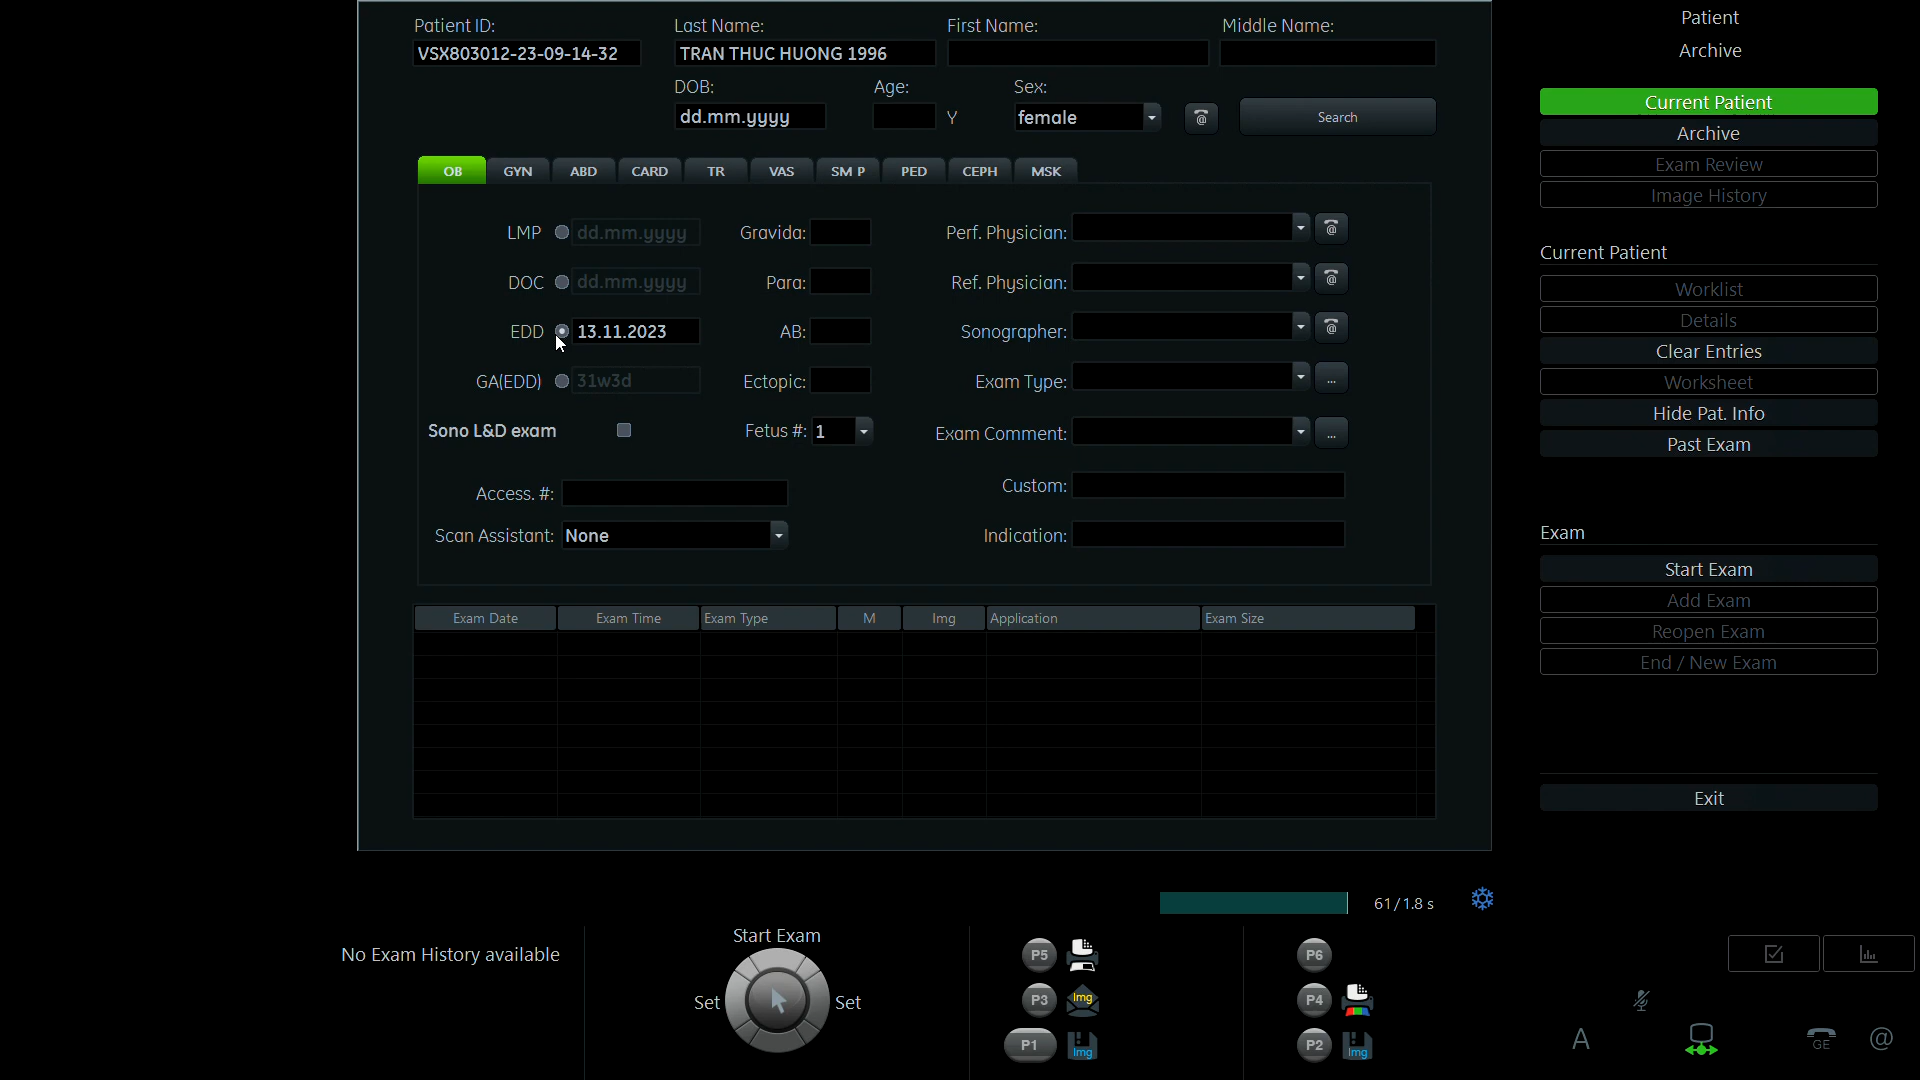 Patient ID: Last Name: First Name: Middle Name:
VSX803012-23-09-14-32 TRAN THUC HUONG 1996
DOB: Age: Sex:
dd.mm.yyyy Y female @ Search
OB GYN ABD CARD TR VAS SM P PED CEPH MSK
LMP dd.mm.yyyy Gravida: Perf. Physician: @
DOC dd.mm.yyyy Para: Ref. Physician: @
EDD 13.11.2023 AB: Sonographer: @
GA(EDD) 31w3d Ectopic: Exam Type: ...
Sono L&D exam Fetus #: 1 Exam Comment: ...
Access. #: Custom:
Scan Assistant: None Indication:
Exam Date Exam Time Exam Type M Img Application Exam Size
61/1.8 s
No Exam History available
Start Exam
Set Set
P5 P6
P3 Img P4
P1 Img P2 Img
Patient
Archive
Current Patient
Archive
Exam Review
Image History
Current Patient
Worklist
Details
Clear Entries
Worksheet
Hide Pat. Info
Past Exam
Exam
Start Exam
Add Exam
Reopen Exam
End / New Exam
Exit
A GE @